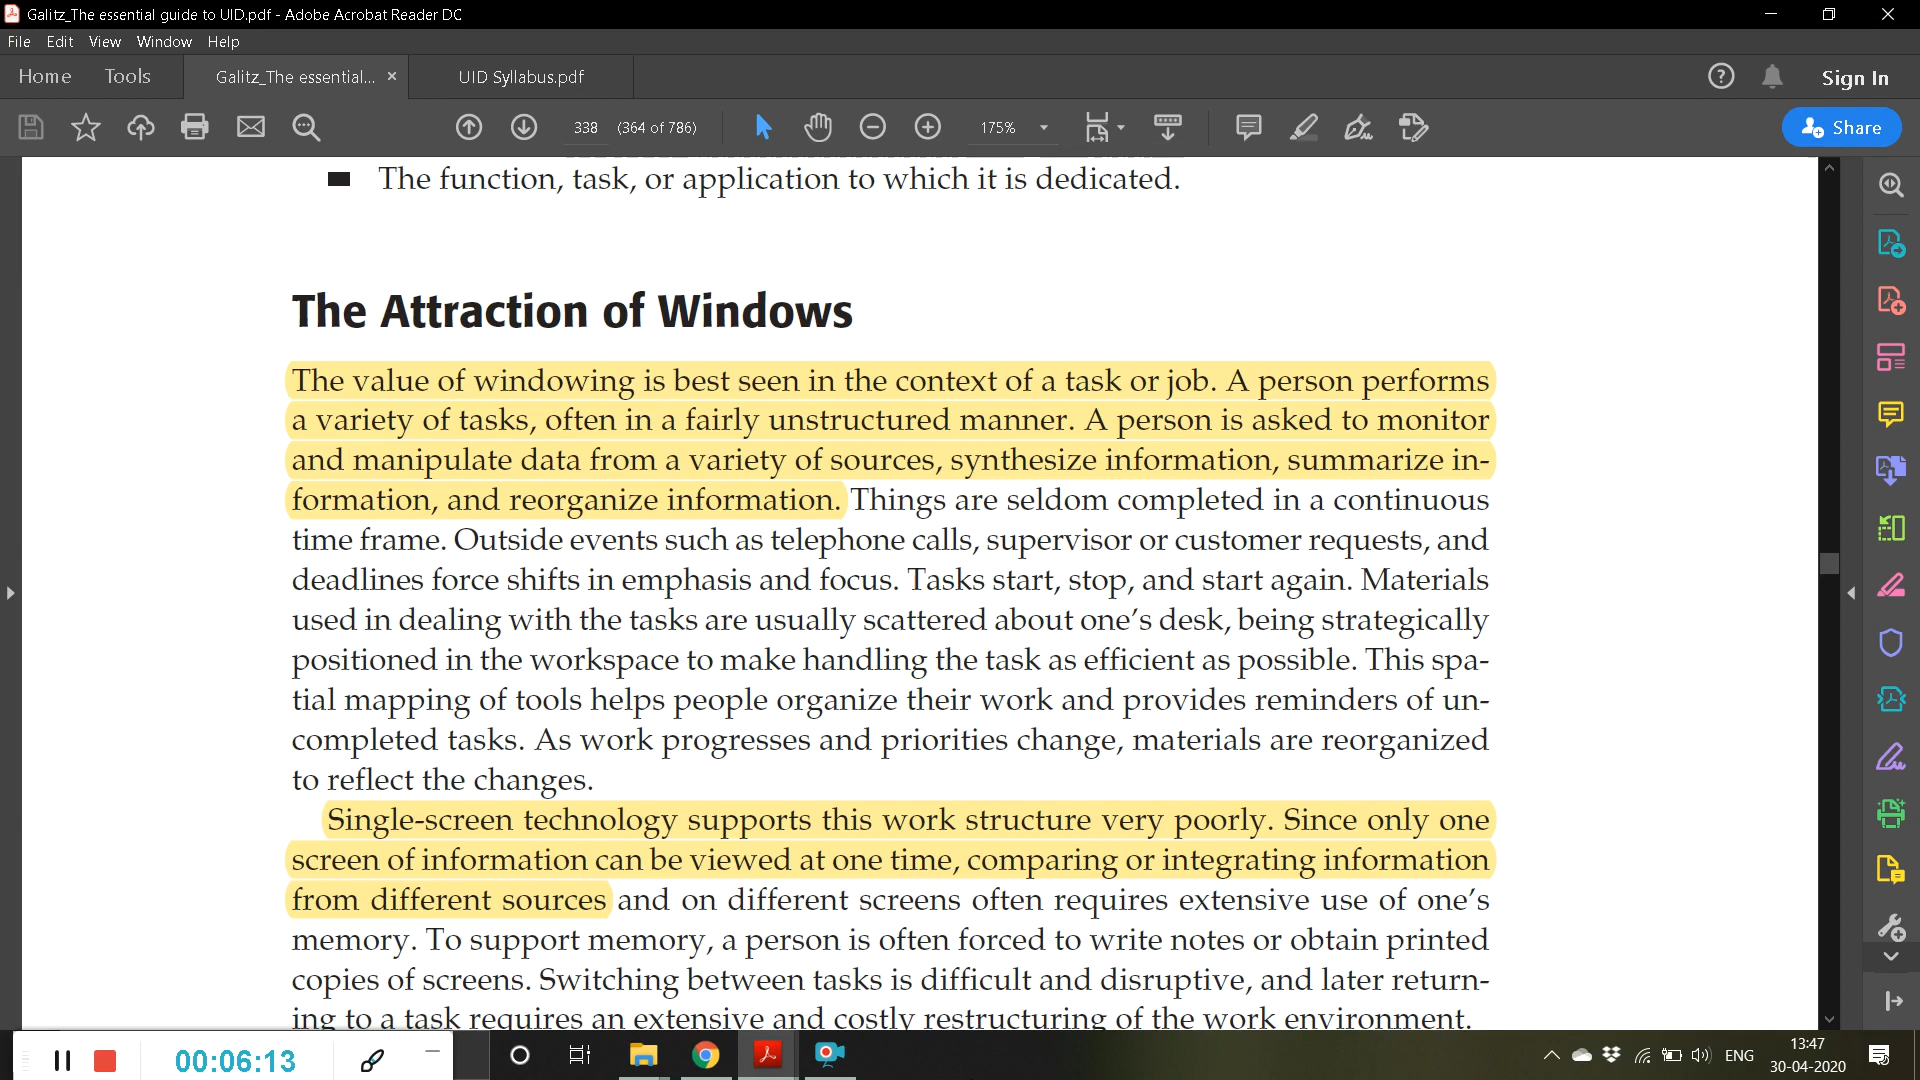 Galitz_The essential guide to UID.pdf - Adobe Acrobat Reader DC
File Edit View Window Help
Home Tools Galitz_The essential... × UID Syllabus.pdf ? Sign In
338 (364 of 786) 175% Share
■ The function, task, or application to which it is dedicated.
The Attraction of Windows
The value of windowing is best seen in the context of a task or job. A person performs
a variety of tasks, often in a fairly unstructured manner. A person is asked to monitor
and manipulate data from a variety of sources, synthesize information, summarize in-
formation, and reorganize information. Things are seldom completed in a continuous
time frame. Outside events such as telephone calls, supervisor or customer requests, and
deadlines force shifts in emphasis and focus. Tasks start, stop, and start again. Materials
used in dealing with the tasks are usually scattered about one’s desk, being strategically
positioned in the workspace to make handling the task as efficient as possible. This spa-
tial mapping of tools helps people organize their work and provides reminders of un-
completed tasks. As work progresses and priorities change, materials are reorganized
to reflect the changes.
Single-screen technology supports this work structure very poorly. Since only one
screen of information can be viewed at one time, comparing or integrating information
from different sources and on different screens often requires extensive use of one’s
memory. To support memory, a person is often forced to write notes or obtain printed
copies of screens. Switching between tasks is difficult and disruptive, and later return-
ing to a task requires an extensive and costly restructuring of the work environment.
00:06:13
ENG
13:47
30-04-2020